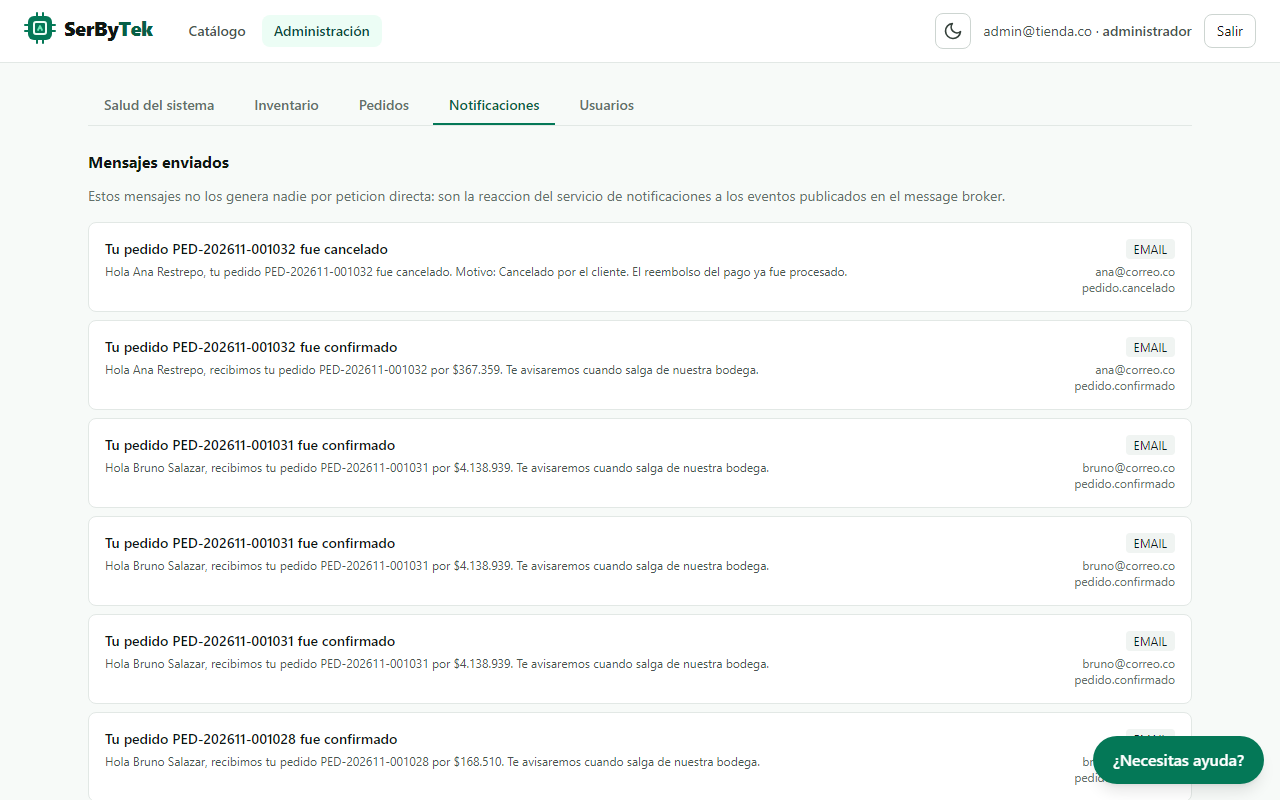 SerByTek
Catálogo
Administración
admin@tienda.co · administrador
Salir
Salud del sistema
Inventario
Pedidos
Notificaciones
Usuarios
Mensajes enviados
Estos mensajes no los genera nadie por peticion directa: son la reaccion del servicio de notificaciones a los eventos publicados en el message broker.
Tu pedido PED-202611-001032 fue cancelado
EMAIL
Hola Ana Restrepo, tu pedido PED-202611-001032 fue cancelado. Motivo: Cancelado por el cliente. El reembolso del pago ya fue procesado.
ana@correo.co
pedido.cancelado
Tu pedido PED-202611-001032 fue confirmado
EMAIL
Hola Ana Restrepo, recibimos tu pedido PED-202611-001032 por $367.359. Te avisaremos cuando salga de nuestra bodega.
ana@correo.co
pedido.confirmado
Tu pedido PED-202611-001031 fue confirmado
EMAIL
Hola Bruno Salazar, recibimos tu pedido PED-202611-001031 por $4.138.939. Te avisaremos cuando salga de nuestra bodega.
bruno@correo.co
pedido.confirmado
Tu pedido PED-202611-001031 fue confirmado
EMAIL
Hola Bruno Salazar, recibimos tu pedido PED-202611-001031 por $4.138.939. Te avisaremos cuando salga de nuestra bodega.
bruno@correo.co
pedido.confirmado
Tu pedido PED-202611-001031 fue confirmado
EMAIL
Hola Bruno Salazar, recibimos tu pedido PED-202611-001031 por $4.138.939. Te avisaremos cuando salga de nuestra bodega.
bruno@correo.co
pedido.confirmado
Tu pedido PED-202611-001028 fue confirmado
Hola Bruno Salazar, recibimos tu pedido PED-202611-001028 por $168.510. Te avisaremos cuando salga de nuestra bodega.
¿Necesitas ayuda?